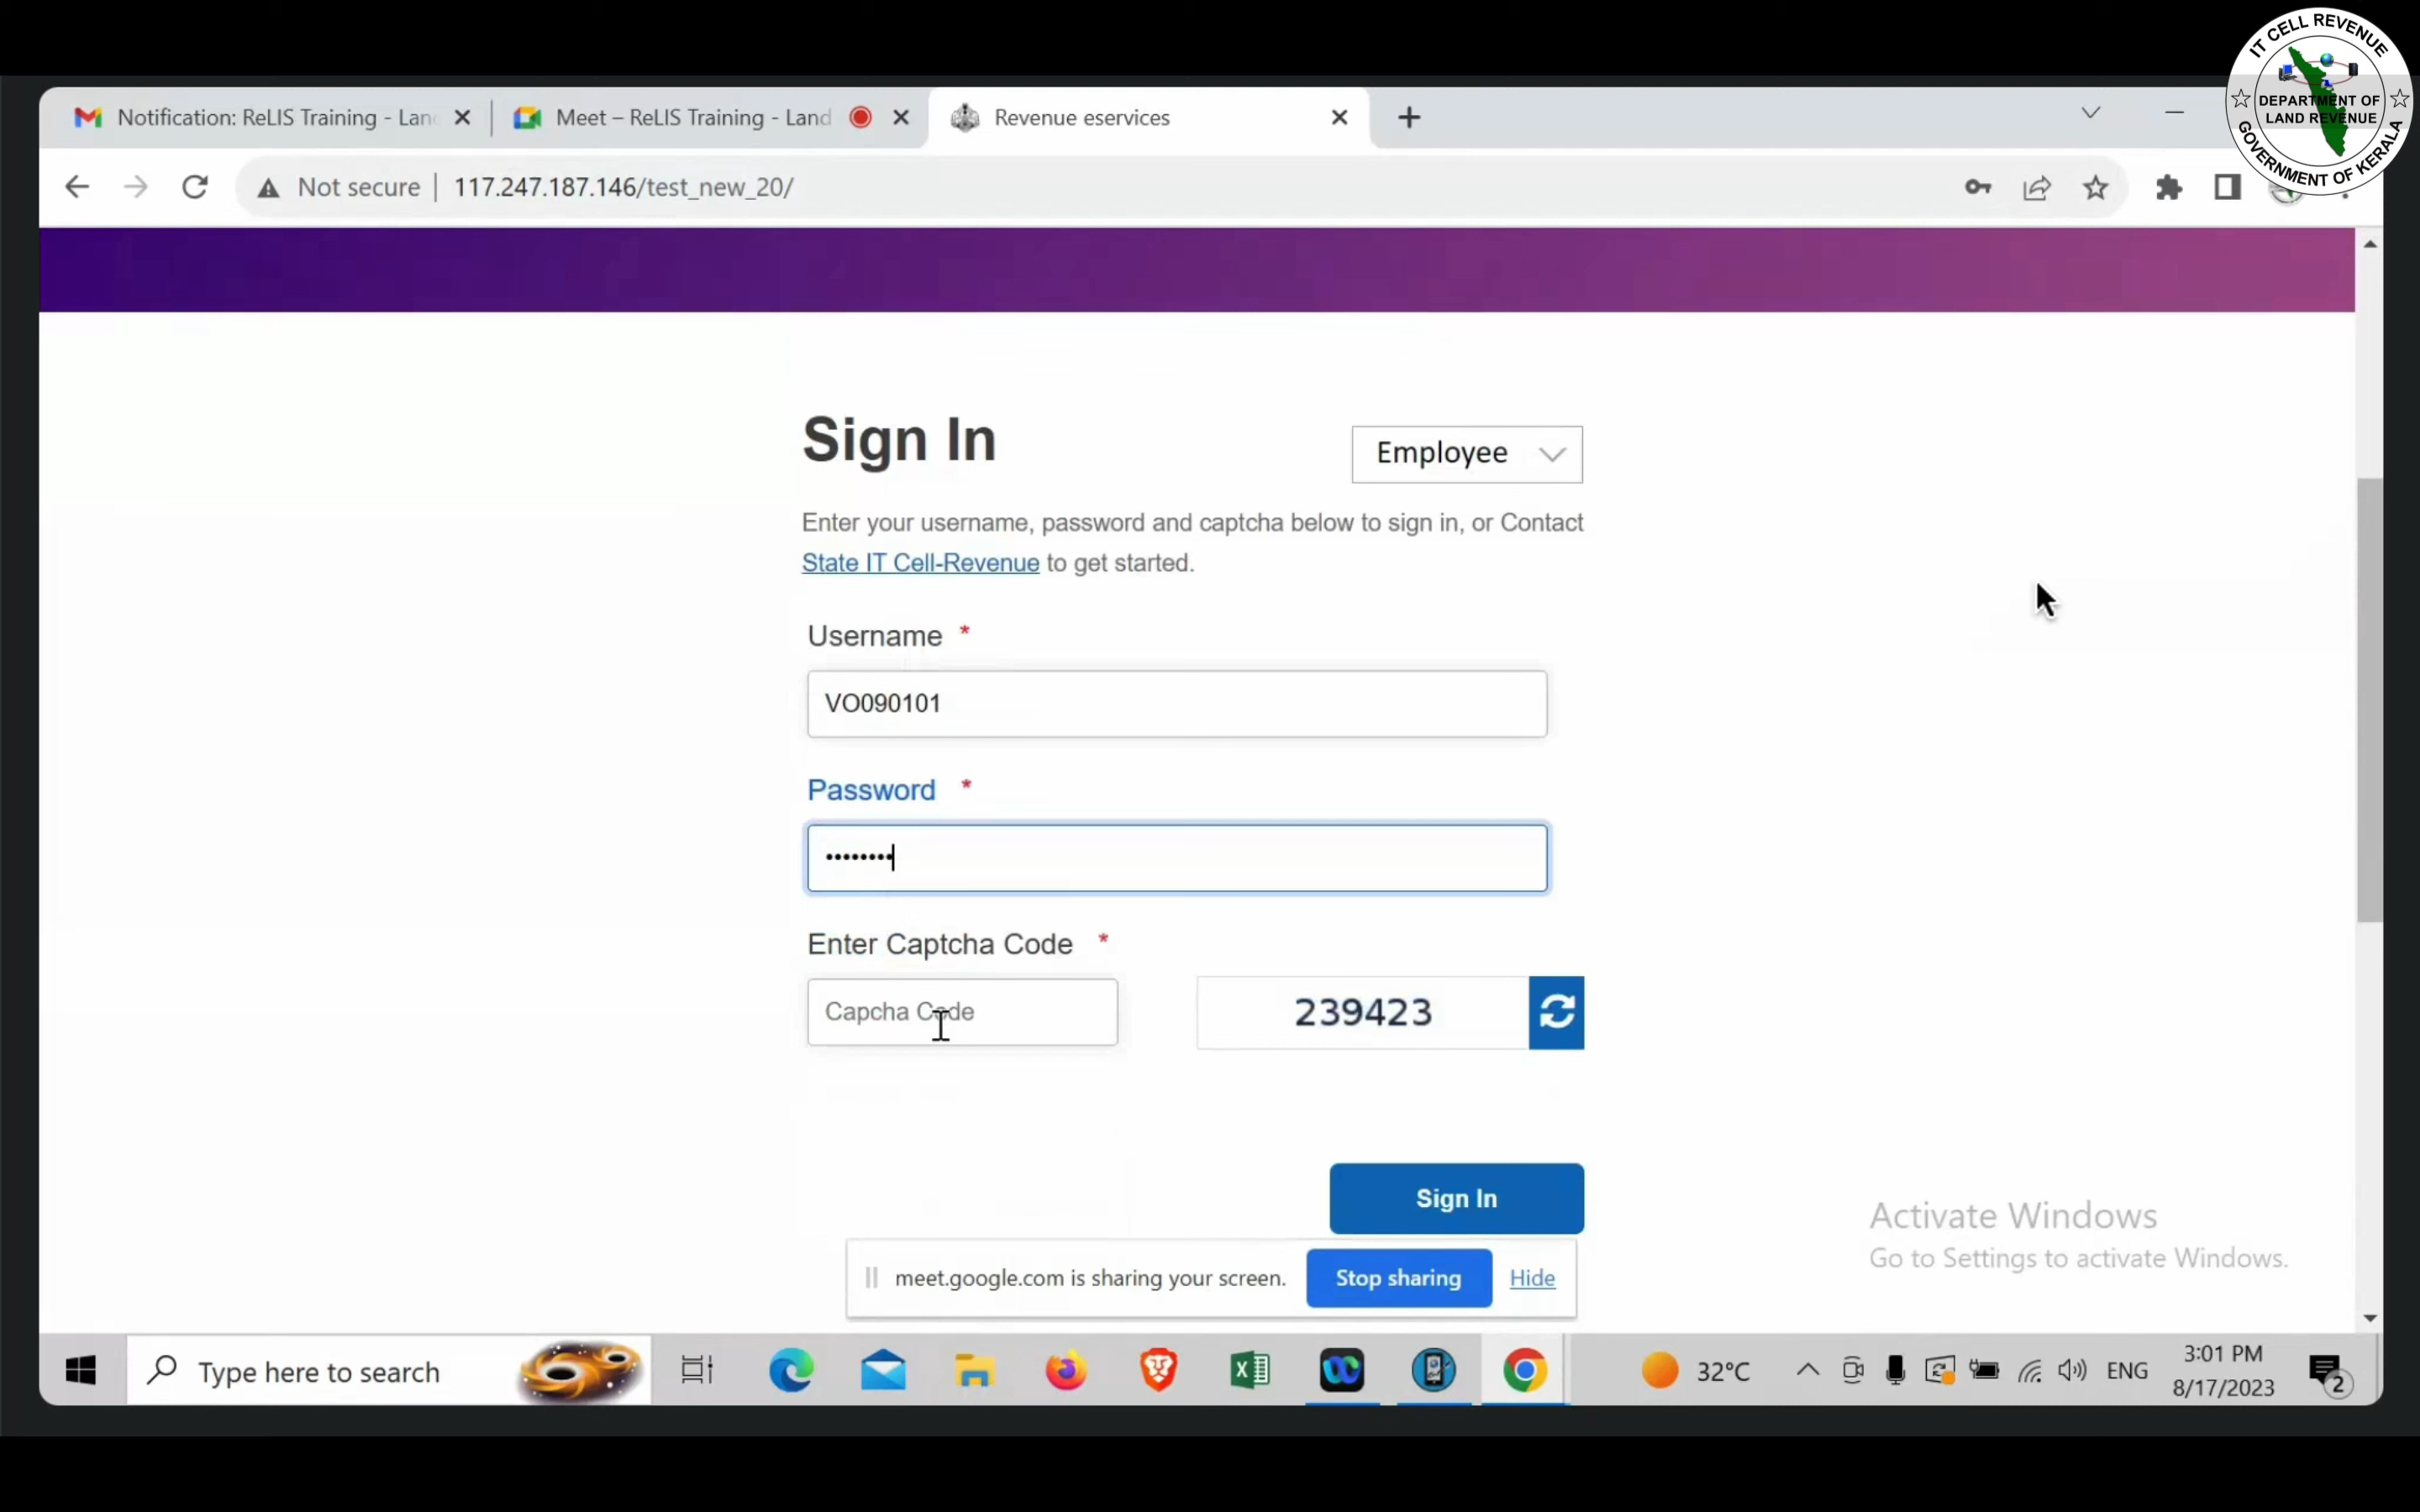 IT CELL REVENUE
DEPARTMENT OF
LAND REVENUE
GOVERNMENT OF KERALA
Notification: ReLIS Training - Lan
Meet – ReLIS Training - Land
Revenue eservices
Not secure
117.247.187.146/test_new_20/
Sign In
Employee
Enter your username, password and captcha below to sign in, or Contact
State IT Cell-Revenue to get started.
Username *
VO090101
Password *
••••••••
Enter Captcha Code *
Capcha Code
239423
Sign In
Activate Windows
Go to Settings to activate Windows.
meet.google.com is sharing your screen.
Stop sharing
Hide
Type here to search
32°C
ENG
3:01 PM
8/17/2023
2